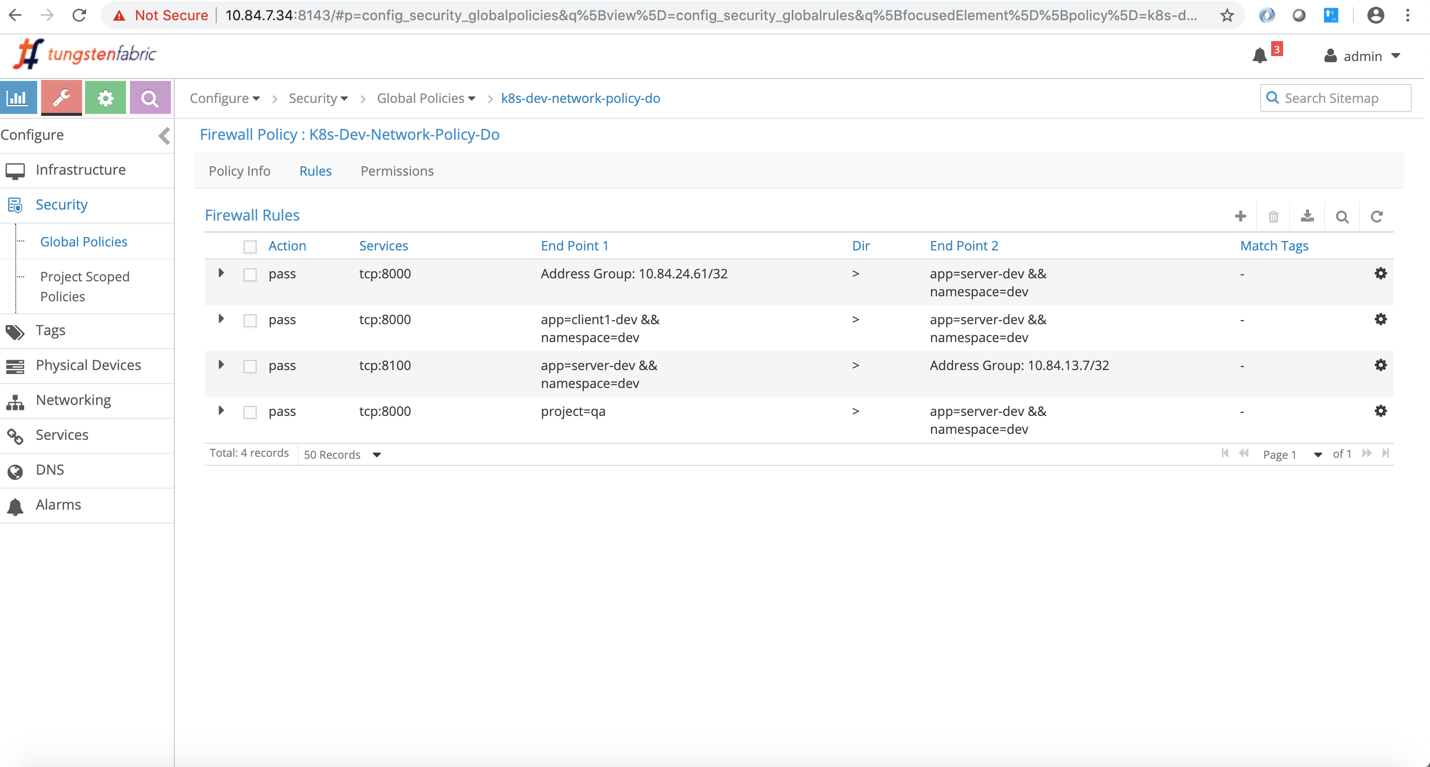 Not Secure 10.84.7.34:8143/#p=config_security_globalpolicies&q%5Bview%5D=config_security_globalrules&q%5BfocusedElement%5D%5Bpolicy%5D=k8s-d...
tungstenfabric
3
admin
Configure Security Global Policies k8s-dev-network-policy-do
Search Sitemap
Configure
Infrastructure
Security
Global Policies
Project Scoped
Policies
Tags
Physical Devices
Networking
Services
DNS
Alarms
Firewall Policy : K8s-Dev-Network-Policy-Do
Policy Info Rules Permissions
Firewall Rules
Action Services End Point 1 Dir End Point 2 Match Tags
pass tcp:8000 Address Group: 10.84.24.61/32 > app=server-dev && -
namespace=dev
pass tcp:8000 app=client1-dev && > app=server-dev && -
namespace=dev namespace=dev
pass tcp:8100 app=server-dev && > Address Group: 10.84.13.7/32 -
namespace=dev
pass tcp:8000 project=qa > app=server-dev && -
namespace=dev
Total: 4 records 50 Records Page 1 of 1